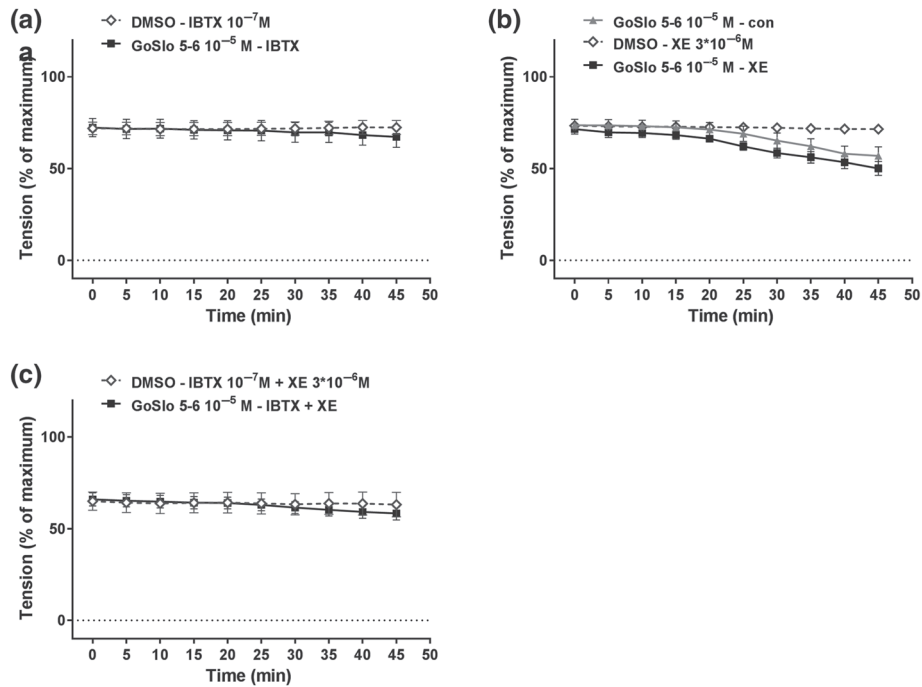 (a)
a
DMSO - IBTX 10⁻⁷M
GoSlo 5-6 10⁻⁵ M - IBTX
Tension (% of maximum)
100
50
0
0 5 10 15 20 25 30 35 40 45 50
Time (min)
(b)
GoSlo 5-6 10⁻⁵ M - con
DMSO - XE 3*10⁻⁶M
GoSlo 5-6 10⁻⁵ M - XE
Tension (% of maximum)
100
50
0
0 5 10 15 20 25 30 35 40 45 50
Time (min)
(c)
DMSO - IBTX 10⁻⁷M + XE 3*10⁻⁶M
GoSlo 5-6 10⁻⁵ M - IBTX + XE
Tension (% of maximum)
100
50
0
0 5 10 15 20 25 30 35 40 45 50
Time (min)